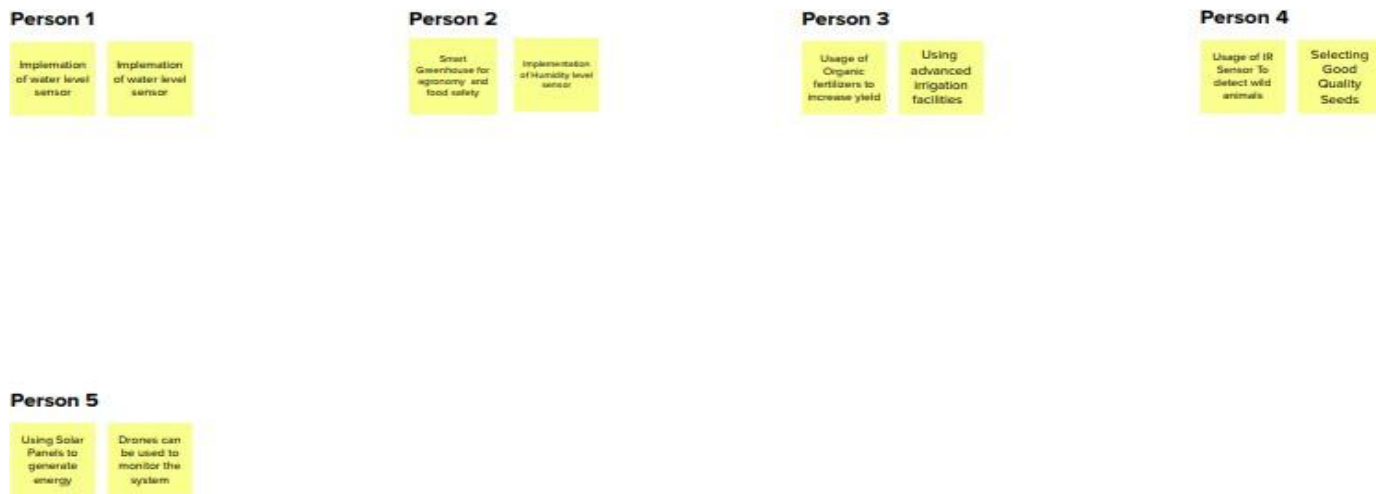 Person 1
Implemation
of water level
sensor
Implemation
of water level
sensor
Person 2
Smart
Greenhouse for
agronomy and
food safety
Implementation
of Humidity level
sensor
Person 3
Usage of
Organic
fertilizers to
increase yield
Using
advanced
irrigation
facilities
Person 4
Usage of IR
Sensor To
detect wild
animals
Selecting
Good
Quality
Seeds
Person 5
Using Solar
Panels to
generate
energy
Drones can
be used to
monitor the
system